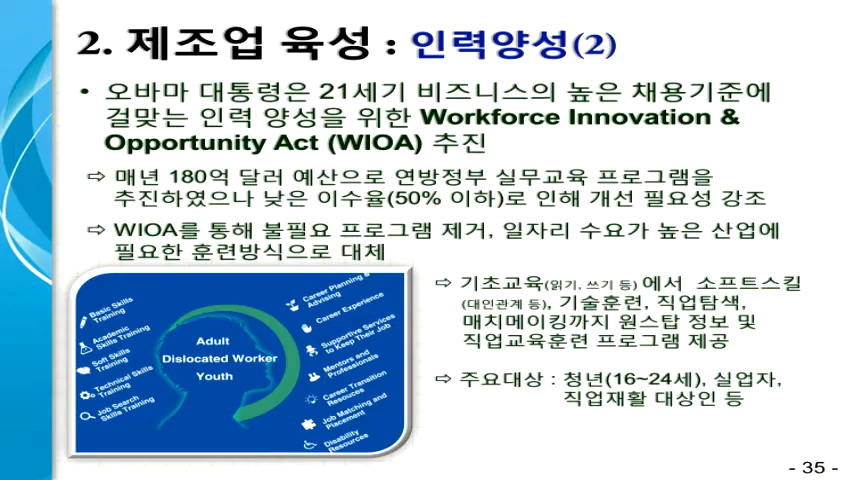 2. 제조업 육성 : 인력양성(2)
• 오바마 대통령은 21세기 비즈니스의 높은 채용기준에
걸맞는 인력 양성을 위한 Workforce Innovation &
Opportunity Act (WIOA) 추진
⇨ 매년 180억 달러 예산으로 연방정부 실무교육 프로그램을
추진하였으나 낮은 이수율(50% 이하)로 인해 개선 필요성 강조
⇨ WIOA를 통해 불필요 프로그램 제거, 일자리 수요가 높은 산업에
필요한 훈련방식으로 대체
Basic Skills
Training
Academic
Skills Training
Soft Skills
Training
Technical Skills
Training
Job Search
Skills Training
Adult
Dislocated Worker
Youth
Career Planning &
Advising
Career Experience
Supportive Services
to Keep Their Job
Mentors and
Professionals
Career Transition
Resouces
Job Matching and
Placement
Disability
Resources
⇨ 기초교육(읽기, 쓰기 등) 에서 소프트스킬
(대인관계 등), 기술훈련, 직업탐색,
매치메이킹까지 원스탑 정보 및
직업교육훈련 프로그램 제공
⇨ 주요대상 : 청년(16~24세), 실업자,
직업재활 대상인 등
- 35 -